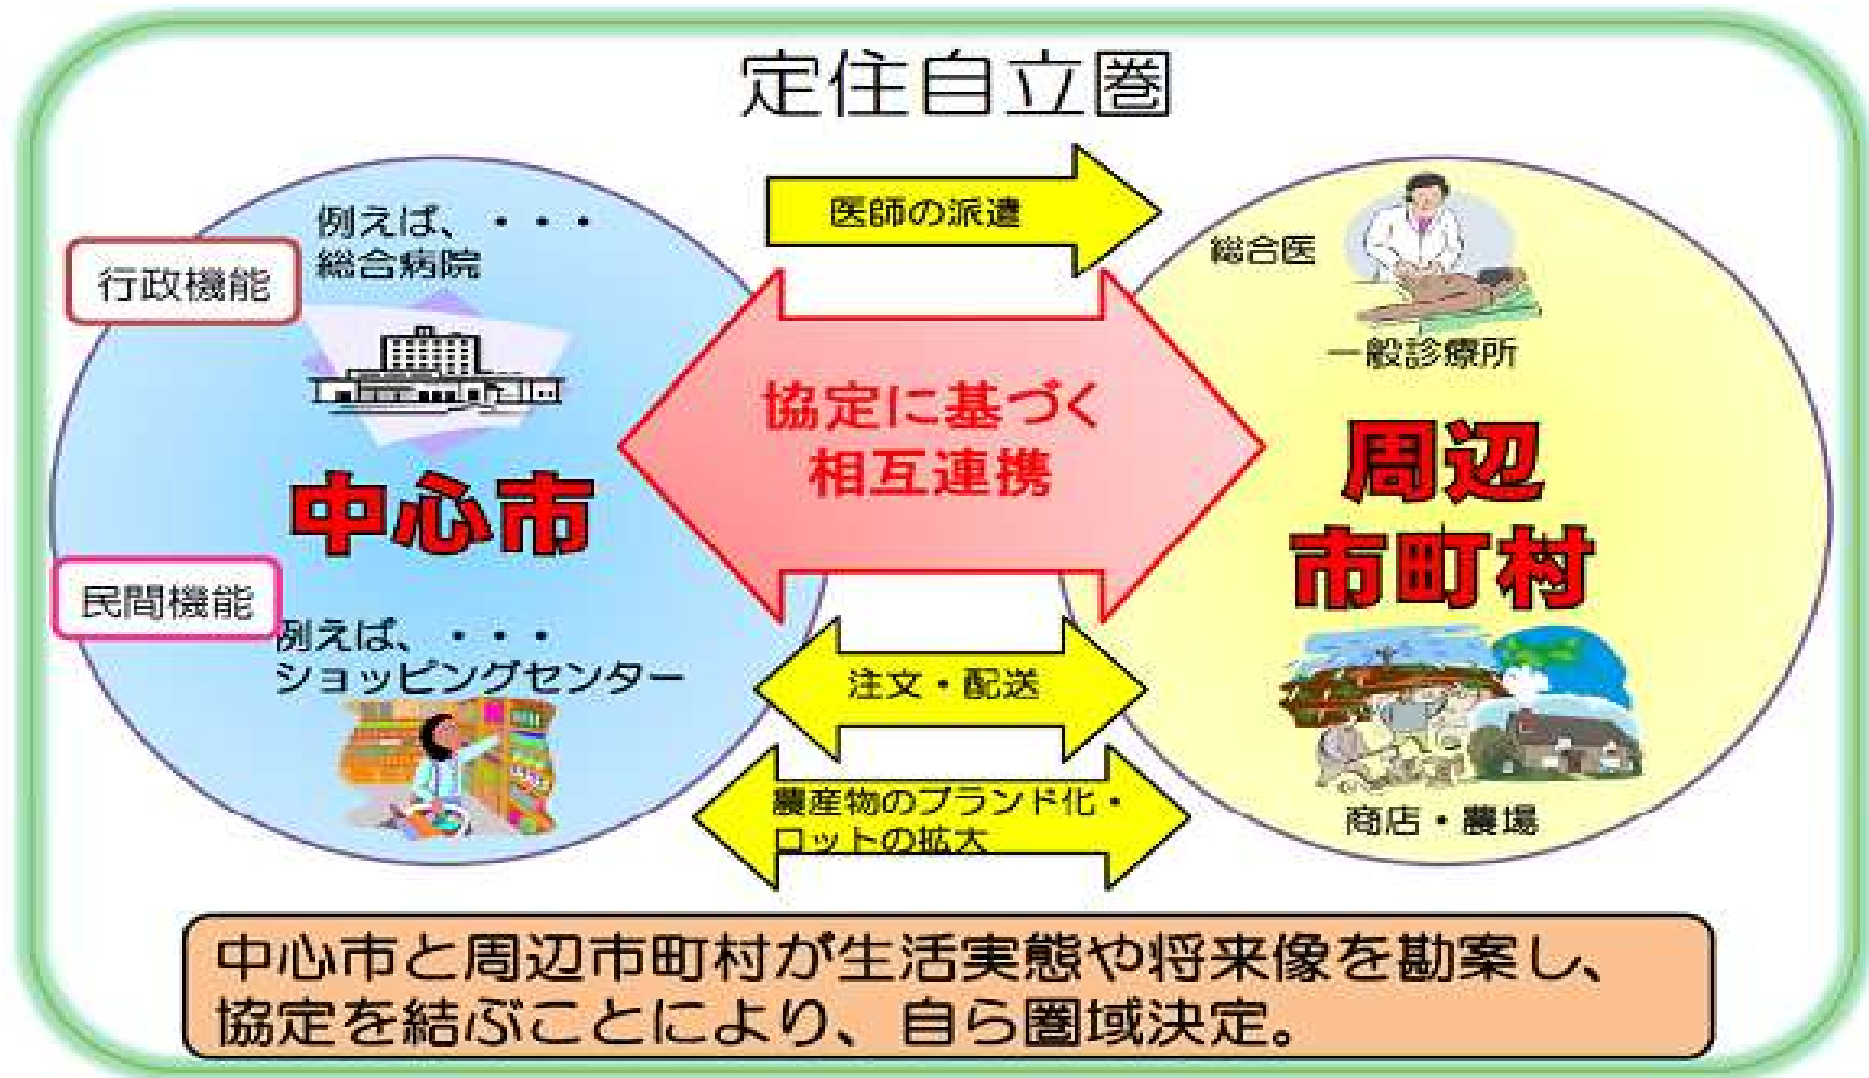 定住自立圏
行政機能
例えば、・・・
総合病院
中心市
民間機能
例えば、・・・
ショッピングセンター
医師の派遣
協定に基づく
相互連携
注文・配送
農産物のブランド化・
ロットの拡大
総合医
一般診療所
周辺
市町村
商店・農場
中心市と周辺市町村が生活実態や将来像を勘案し、
協定を結ぶことにより、自ら圏域決定。